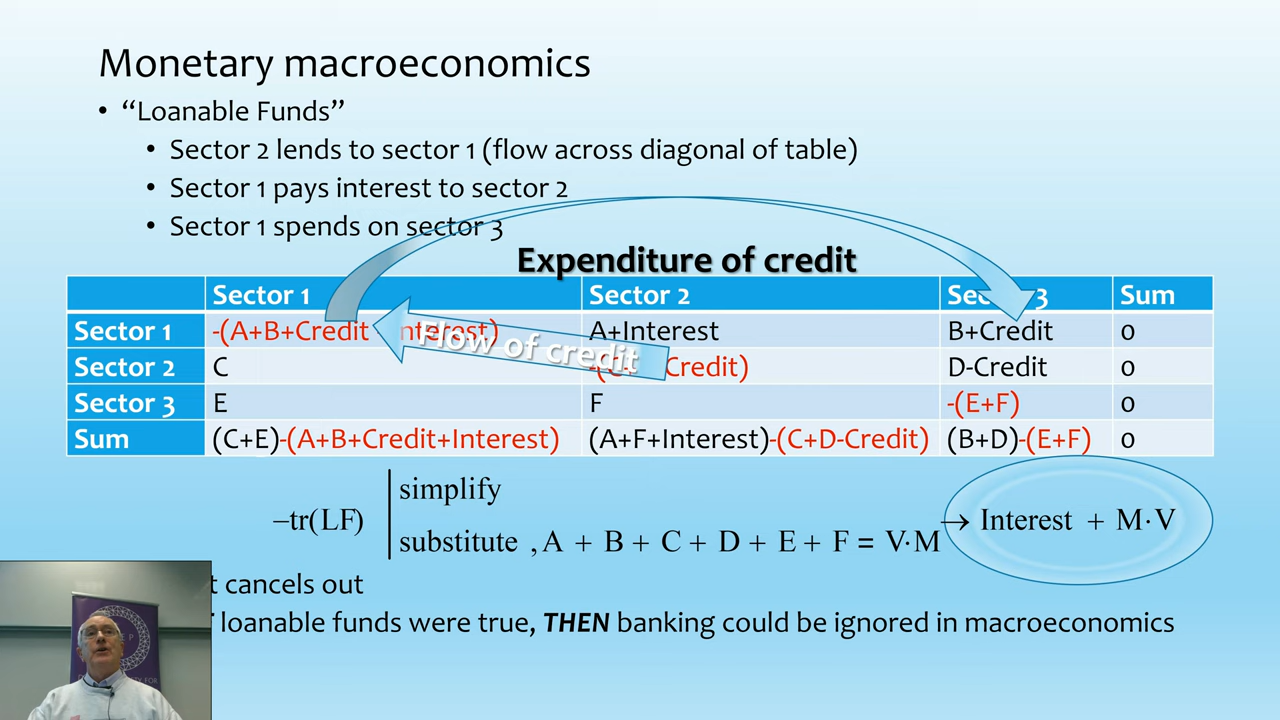 Monetary macroeconomics
• “Loanable Funds”
• Sector 2 lends to sector 1 (flow across diagonal of table)
• Sector 1 pays interest to sector 2
• Sector 1 spends on sector 3
Expenditure of credit
Sector 1 Sector 2 3 Sum
Sector 1 -(A+B+Credit A+Interest B+Credit 0
Flow of credit
Sector 2 C Credit) D-Credit 0
Sector 3 E F -(E+F) 0
Sum (C+E)-(A+B+Credit+Interest) (A+F+Interest)-(C+D-Credit) (B+D)-(E+F) 0
simplify
−tr(LF) → Interest + M·V
substitute , A + B + C + D + E + F = V·M
cancels out
loanable funds were true, THEN banking could be ignored in macroeconomics